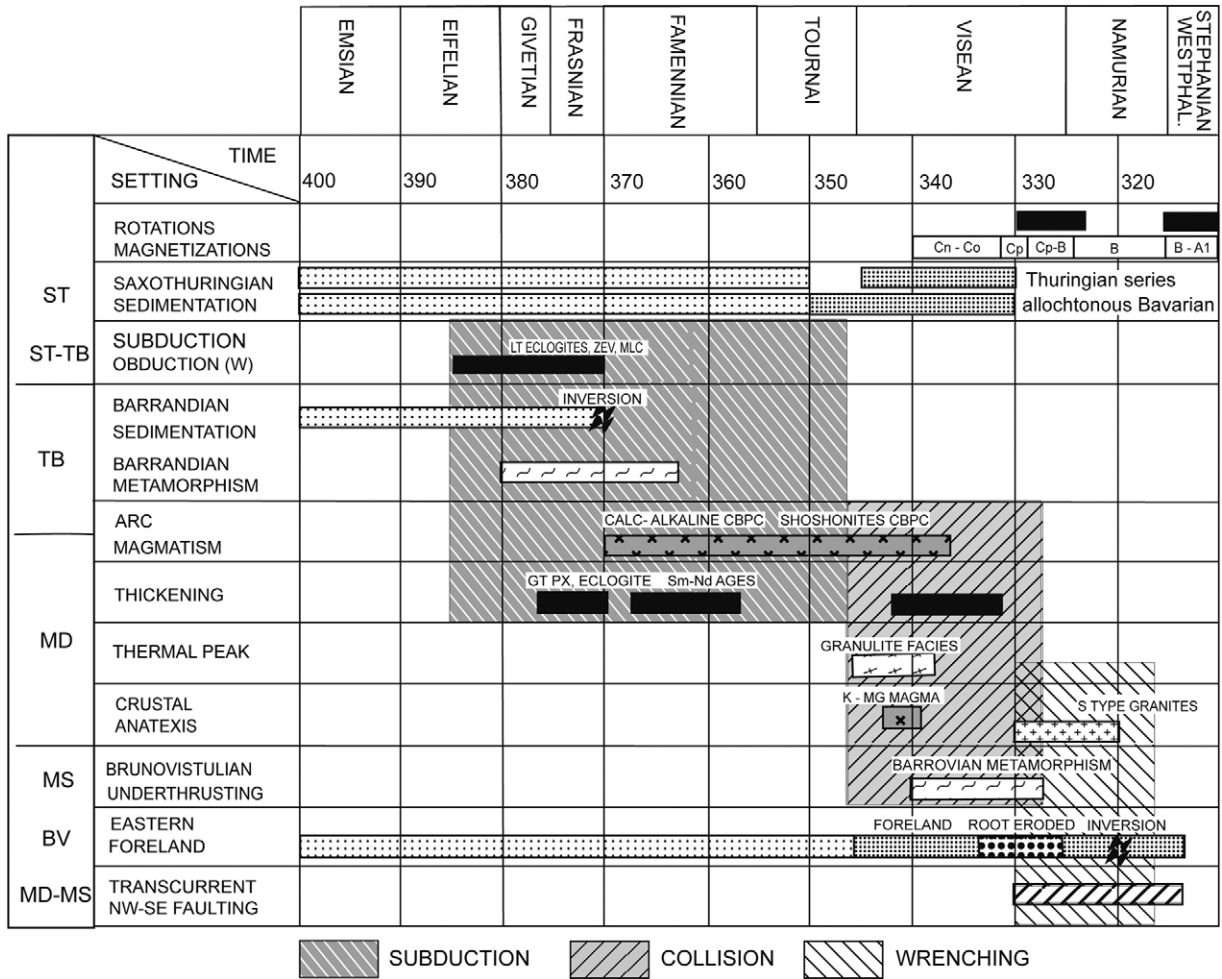 EMSIAN
EIFELIAN
GIVETIAN
FRASNIAN
FAMENNIAN
TOURNAI
VISEAN
NAMURIAN
STEPHANIAN
WESTPHAL.
TIME
SETTING
400 390 380 370 360 350 340 330 320
ST
ROTATIONS
MAGNETIZATIONS
Cn - Co Cp Cp-B B B - A1
SAXOTHURINGIAN
SEDIMENTATION
Thuringian series
allochtonous Bavarian
ST-TB
SUBDUCTION
OBDUCTION (W)
LT ECLOGITES, ZEV, MLC
TB
BARRANDIAN
SEDIMENTATION
INVERSION
BARRANDIAN
METAMORPHISM
ARC
MAGMATISM
CALC- ALKALINE CBPC SHOSHONITES CBPC
MD
THICKENING
GT PX, ECLOGITE Sm-Nd AGES
THERMAL PEAK
GRANULITE FACIES
CRUSTAL
ANATEXIS
K - MG MAGMA
S TYPE GRANITES
MS
BRUNOVISTULIAN
UNDERTHRUSTING
BARROVIAN METAMORPHISM
BV
EASTERN
FORELAND
FORELAND ROOT ERODED INVERSION
MD-MS
TRANSCURRENT
NW-SE FAULTING
SUBDUCTION COLLISION WRENCHING